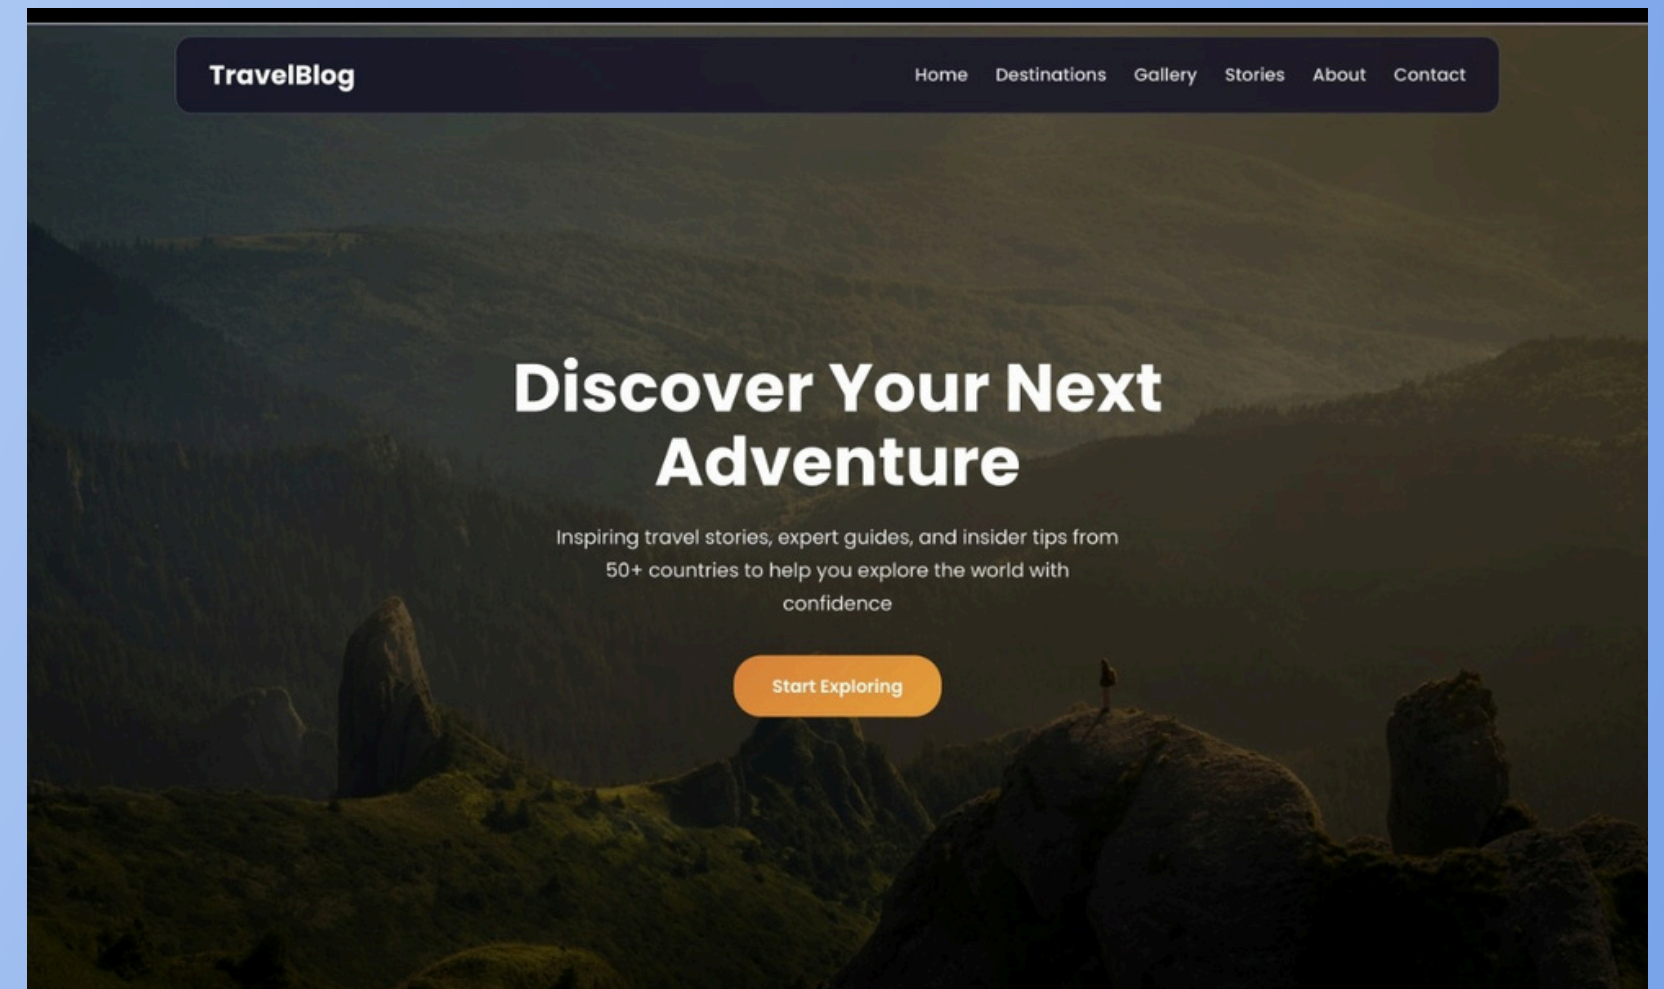 TravelBlog
Home Destinations Gallery Stories About Contact
Discover Your Next
Adventure
Inspiring travel stories, expert guides, and insider tips from
50+ countries to help you explore the world with
confidence
Start Exploring